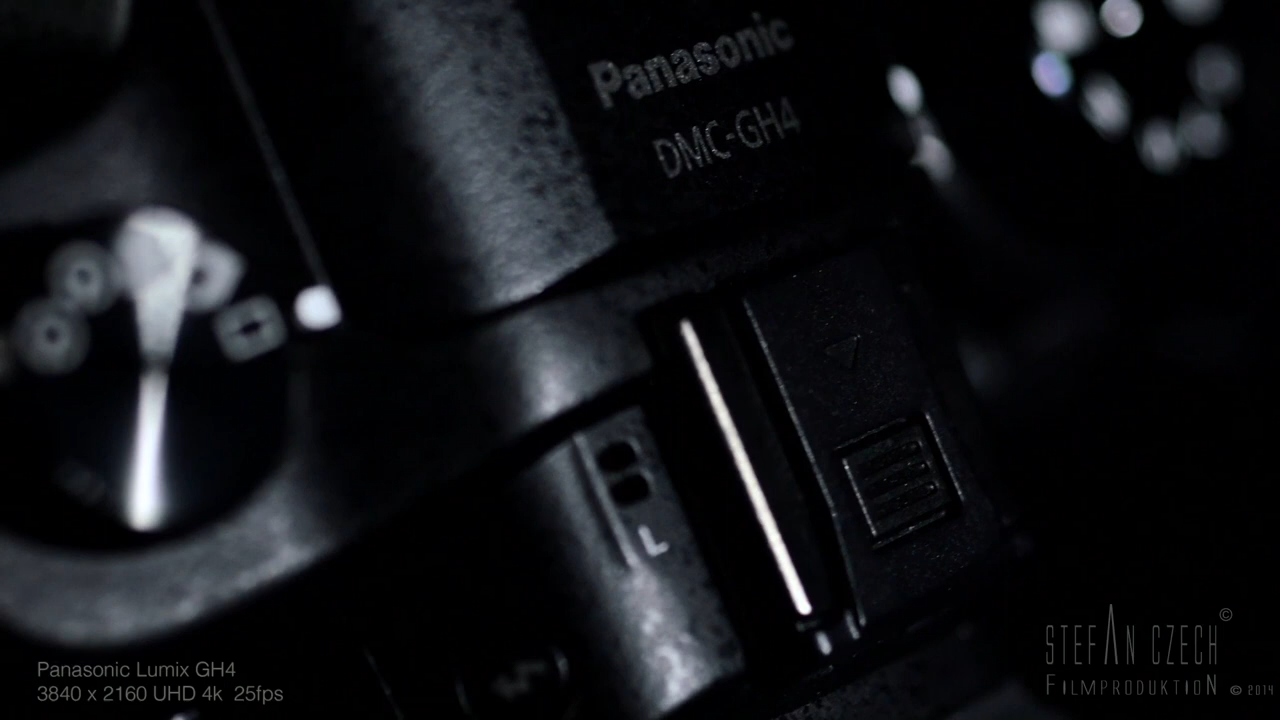 Panasonic
DMC-GH4
L
Panasonic Lumix GH4
3840 x 2160 UHD 4k 25fps
STEFAN CZECH ©
FILMPRODUKTION © 2014